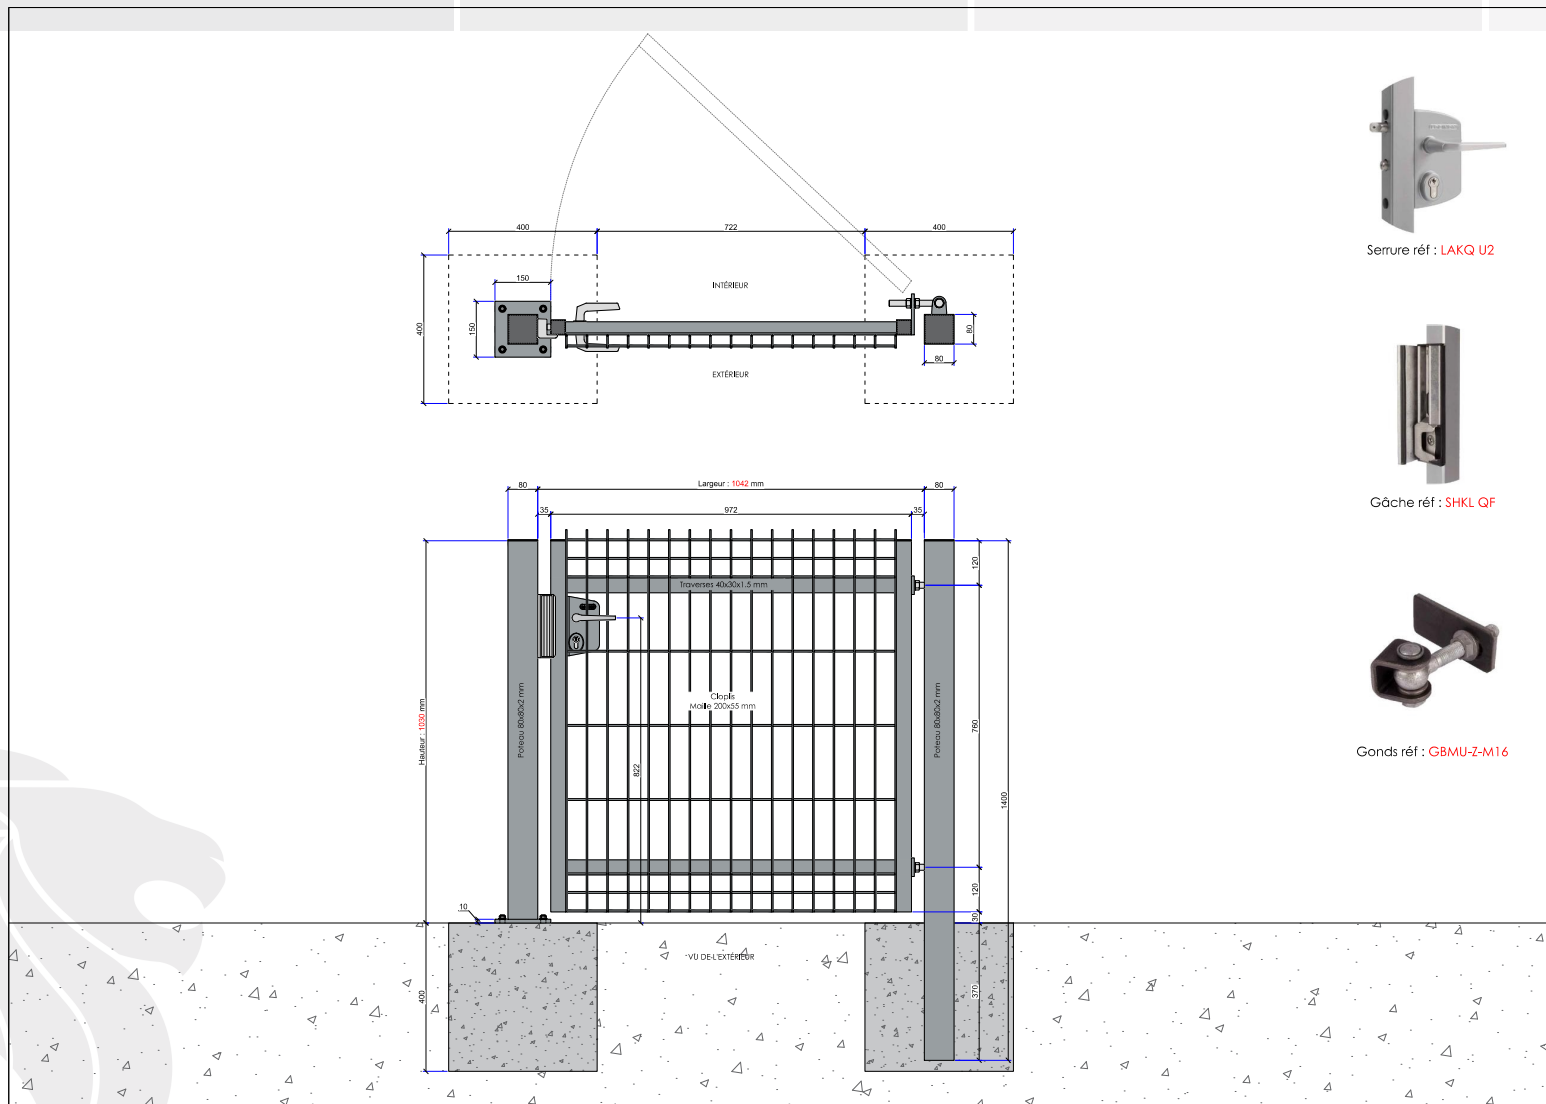 400
722
400
INTÉRIEUR
150
150
400
80
80
EXTÉRIEUR
Serrure réf : LAKQ U2
Gâche réf : SHKL QF
Gonds réf : GBMU-Z-M16
80
Largeur : 1042 mm
80
35
972
35
120
Traverses 40x30x1.5 mm
Poteau 80x80x2 mm
Cloplis
Maille 200x55 mm
Poteau 80x80x2 mm
Hauteur : 1030 mm
822
760
1400
120
10
30
VU DE L'EXTÉRIEUR
400
370